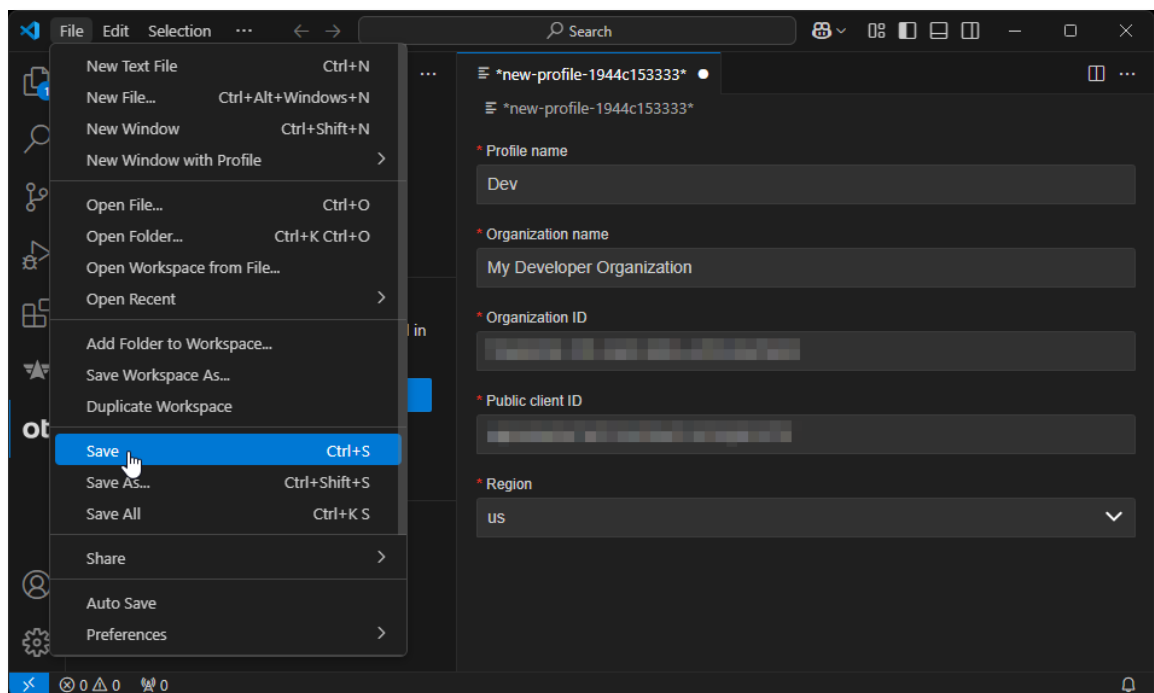 File Edit Selection ··· Search
New Text File Ctrl+N
New File... Ctrl+Alt+Windows+N
New Window Ctrl+Shift+N
New Window with Profile
Open File... Ctrl+O
Open Folder... Ctrl+K Ctrl+O
Open Workspace from File...
Open Recent
Add Folder to Workspace...
Save Workspace As...
Duplicate Workspace
Save Ctrl+S
Save As... Ctrl+Shift+S
Save All Ctrl+K S
Share
Auto Save
Preferences
1
ot
in
*new-profile-1944c153333*
*new-profile-1944c153333*
* Profile name
Dev
* Organization name
My Developer Organization
* Organization ID
* Public client ID
* Region
us
0 0 0